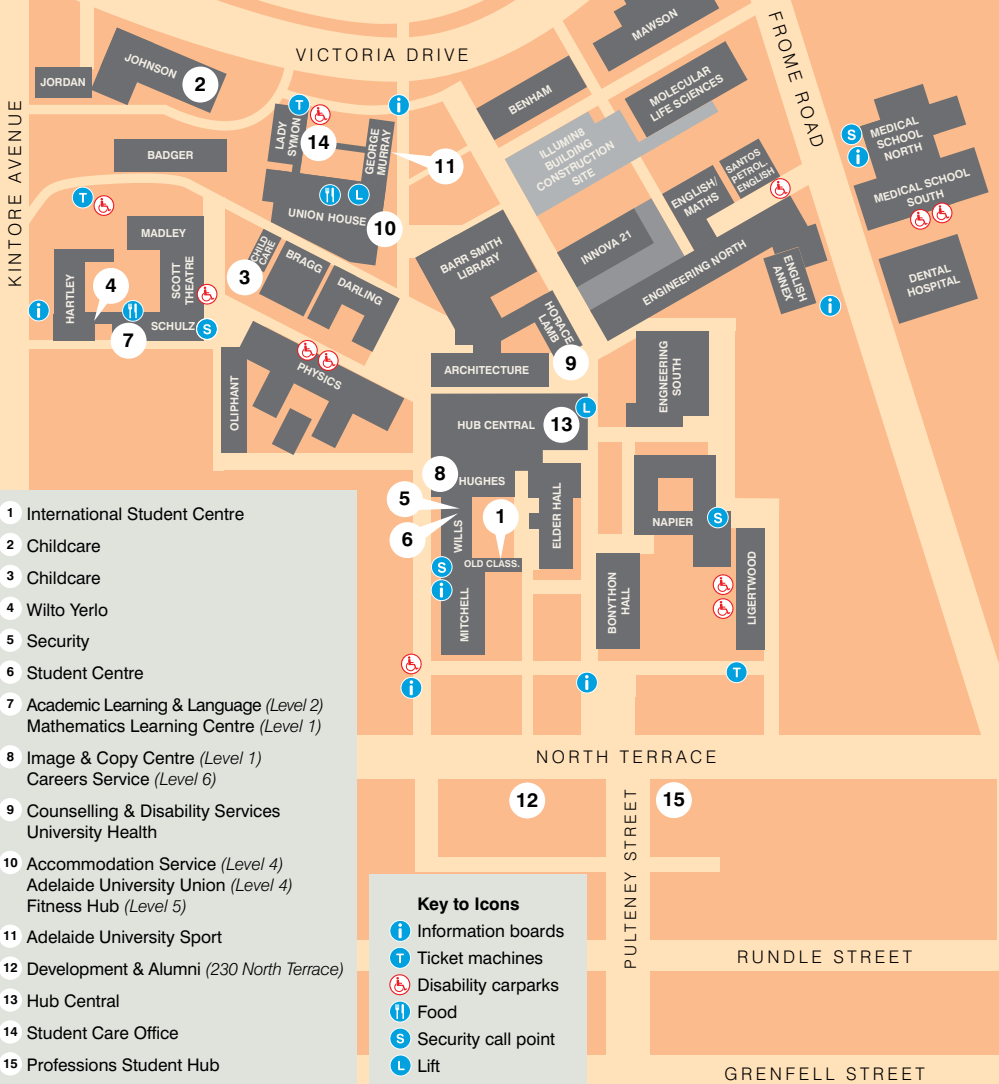 VICTORIA DRIVE
KINTORE AVENUE
FROME ROAD
MAWSON
JORDAN
JOHNSON
2
BENHAM
MOLECULAR
LIFE SCIENCES
T
i
LADY
SYMON
14
GEORGE
MURRAY
11
ILLUMIN8
BUILDING
CONSTRUCTION
SITE
S
i
MEDICAL
SCHOOL
NORTH
BADGER
SANTOS
PETROL.
ENGLISH
MEDICAL SCHOOL
SOUTH
T
L
UNION HOUSE
10
ENGLISH/
MATHS
MADLEY
CHILD
CARE
3
BRAGG
DARLING
BARR SMITH
LIBRARY
INNOVA 21
ENGINEERING NORTH
ENGLISH
ANNEX
i
DENTAL
HOSPITAL
HARTLEY
4
SCOTT
THEATRE
i
7
SCHULZ
S
HORACE
LAMB
9
OLIPHANT
PHYSICS
ARCHITECTURE
ENGNEERING
SOUTH
HUB CENTRAL
13
L
8
HUGHES
5
6
WILLS
1
ELDER HALL
OLD CLASS.
NAPIER
S
S
i
MITCHELL
BONYTHON
HALL
LIGERTWOOD
i
i
T
NORTH TERRACE
12
15
PULTENEY STREET
RUNDLE STREET
GRENFELL STREET
1 International Student Centre
2 Childcare
3 Childcare
4 Wilto Yerlo
5 Security
6 Student Centre
7 Academic Learning & Language (Level 2)
Mathematics Learning Centre (Level 1)
8 Image & Copy Centre (Level 1)
Careers Service (Level 6)
9 Counselling & Disability Services
University Health
10 Accommodation Service (Level 4)
Adelaide University Union (Level 4)
Fitness Hub (Level 5)
11 Adelaide University Sport
12 Development & Alumni (230 North Terrace)
13 Hub Central
14 Student Care Office
15 Professions Student Hub
Key to Icons
i Information boards
T Ticket machines
Disability carparks
Food
S Security call point
L Lift